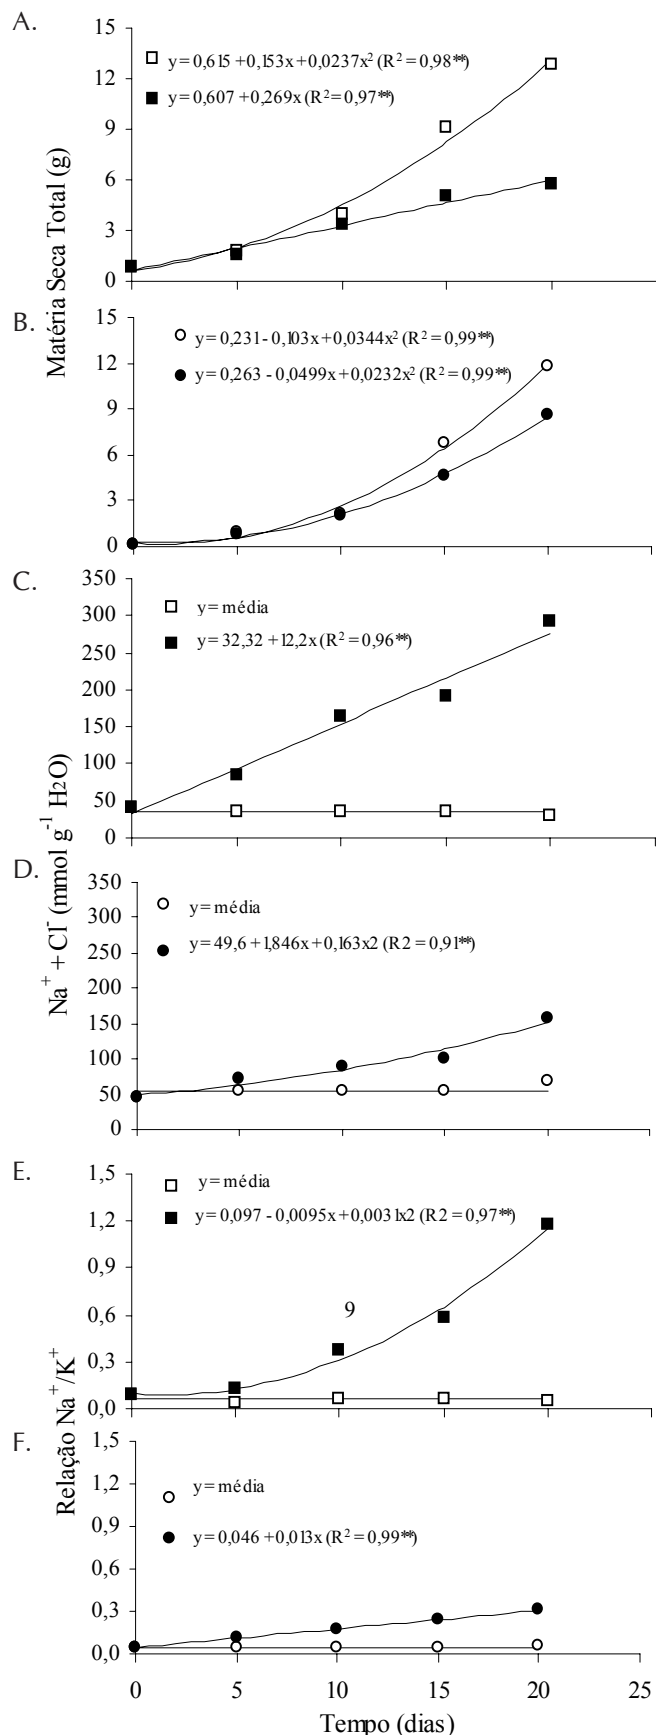 A.
15
y = 0,615 + 0,153x + 0,0237x² (R² = 0,98**)
12
y = 0,607 + 0,269x (R² = 0,97**)
9
6
3
0
Matéria Seca Total (g)
B.
15
y = 0,231 - 0,103x + 0,0344x² (R² = 0,99**)
12
y = 0,263 - 0,0499x + 0,0232x² (R² = 0,99**)
9
6
3
0
C.
350
y = média
300
y = 32,32 + 12,2x (R² = 0,96**)
250
200
150
100
50
0
Na⁺ + Cl⁻ (mmol g⁻¹ H2O)
D.
350
y = média
300
y = 49,6 + 1,846x + 0,163x2 (R2 = 0,91**)
250
200
150
100
50
0
E.
1,5
y = média
1,2
y = 0,097 - 0,0095x + 0,0031x2 (R2 = 0,97**)
0,9
9
0,6
0,3
0,0
Relação Na⁺/K⁺
F.
1,5
y = média
1,2
y = 0,046 + 0,013x (R² = 0,99**)
0,9
0,6
0,3
0,0
0 5 10 15 20 25
Tempo (dias)